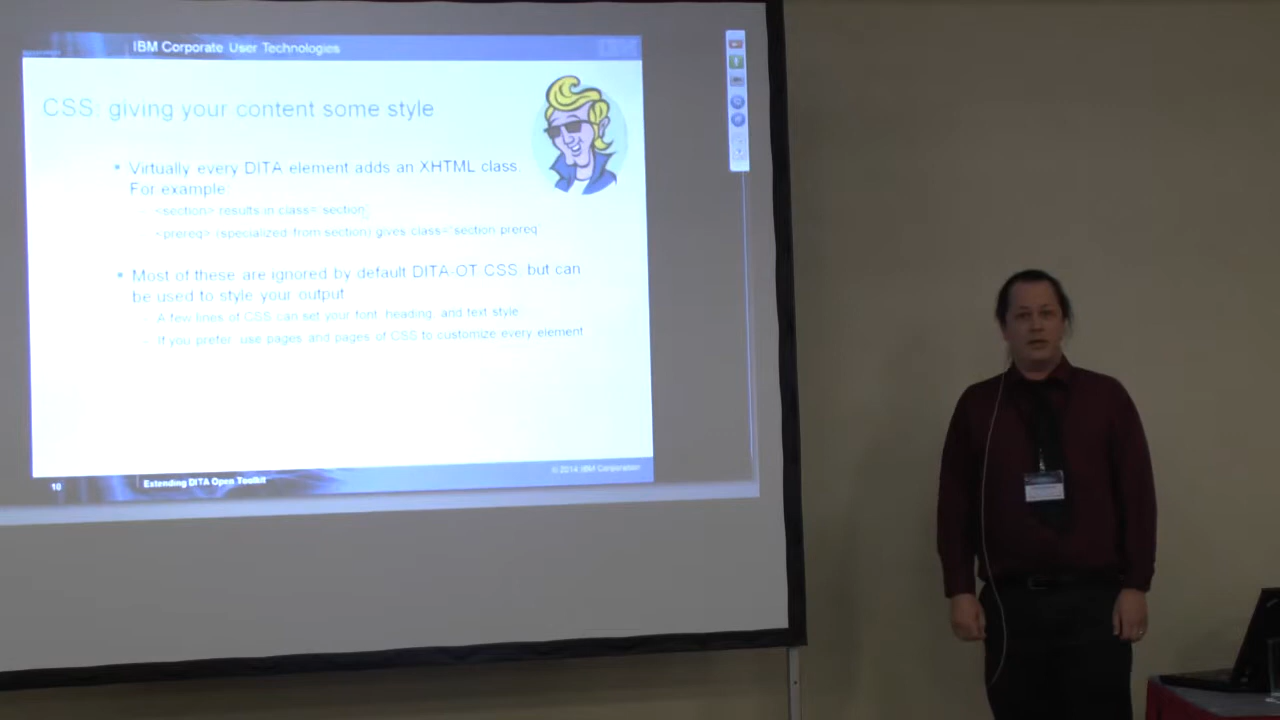 IBM Corporate User Technologies
CSS: giving your content some style
Virtually every DITA element adds an XHTML class.
For example:
<section> results in class="section"
<prereq> (specialized from section) gives class="section prereq"
Most of these are ignored by default DITA-OT CSS, but can
be used to style your output
A few lines of CSS can set your font, heading, and text style
If you prefer, use pages and pages of CSS to customize every element
10
Extending DITA Open Toolkit
© 2014 IBM Corporation